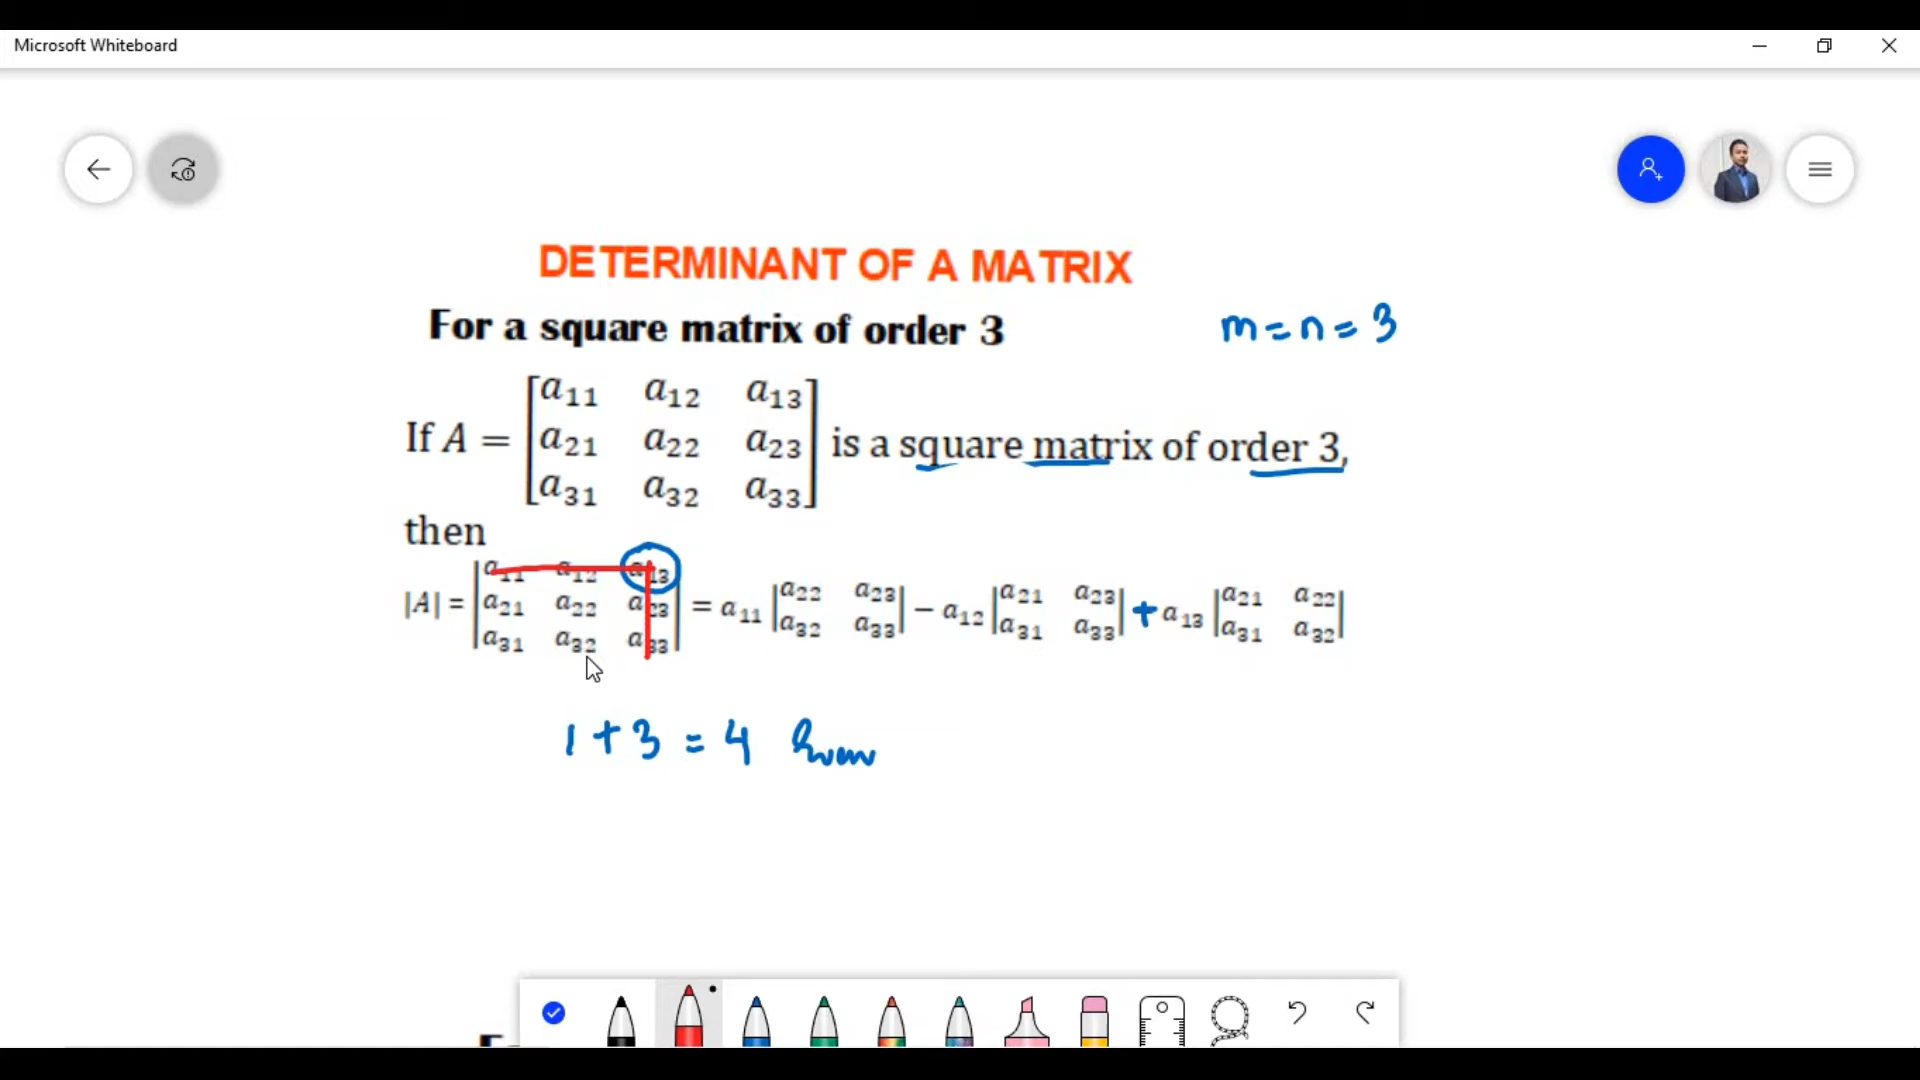 Microsoft Whiteboard
DETERMINANT OF A MATRIX
For a square matrix of order 3 m = n = 3
If A = [a₁₁ a₁₂ a₁₃
a₂₁ a₂₂ a₂₃
a₃₁ a₃₂ a₃₃] is a square matrix of order 3,
then
|A| = |a₁₁ a₁₂ a₁₃
a₂₁ a₂₂ a₂₃
a₃₁ a₃₂ a₃₃| = a₁₁ |a₂₂ a₂₃ a₃₂ a₃₃| − a₁₂ |a₂₁ a₂₃ a₃₁ a₃₃| + a₁₃ |a₂₁ a₂₂ a₃₁ a₃₂|
1 + 3 = 4 Even